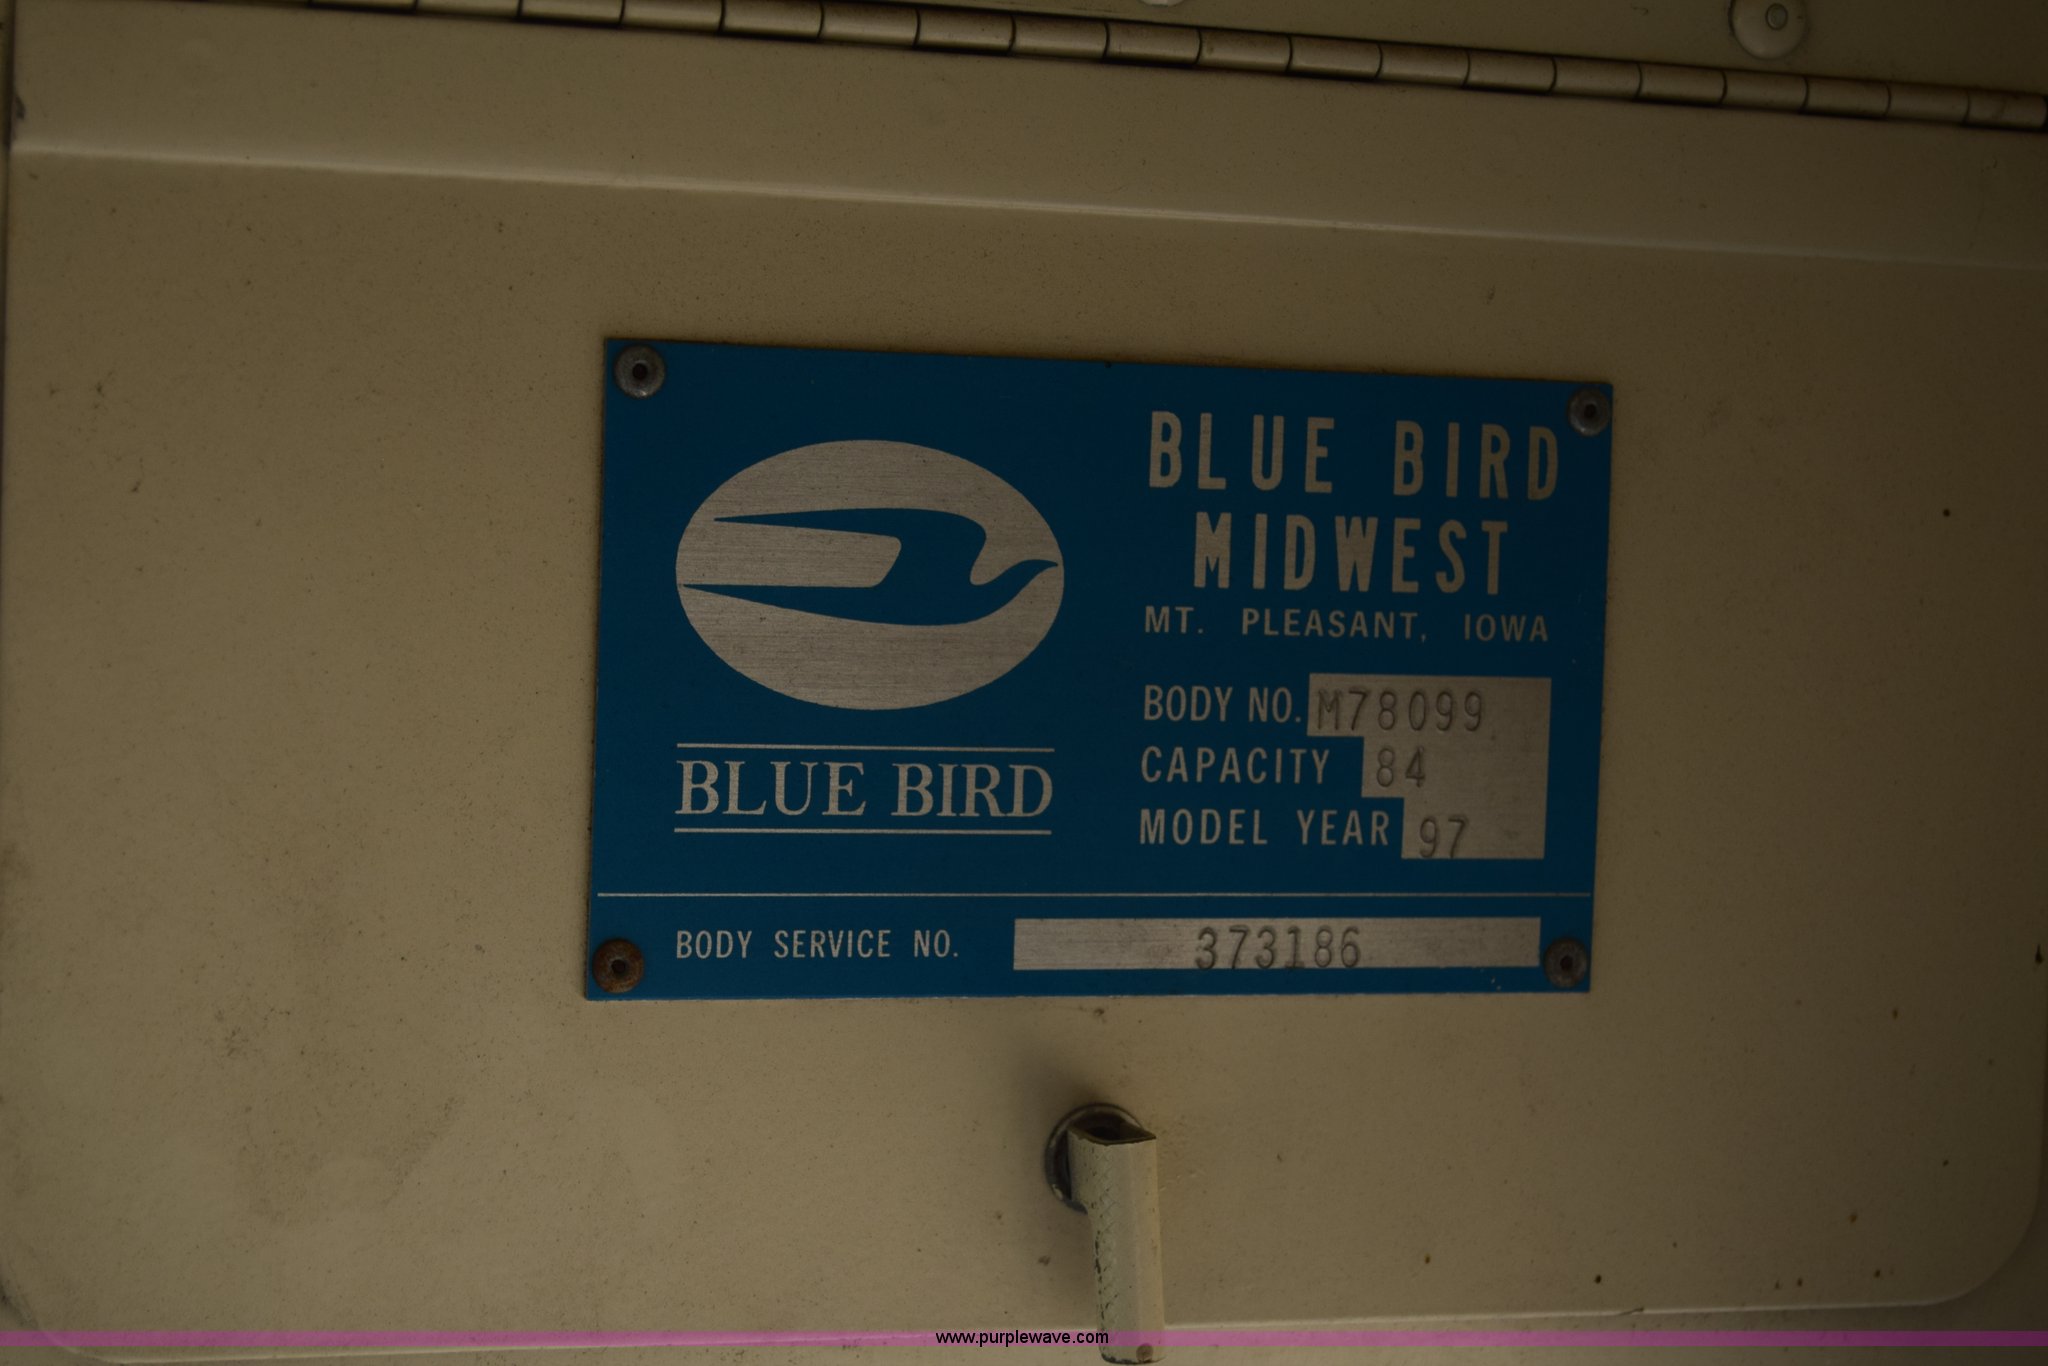 BLUE BIRD
MIDWEST
MT. PLEASANT, IOWA
BODY NO. M78099
CAPACITY 84
MODEL YEAR 97
BLUE BIRD
BODY SERVICE NO. 373186
www.purplewave.com